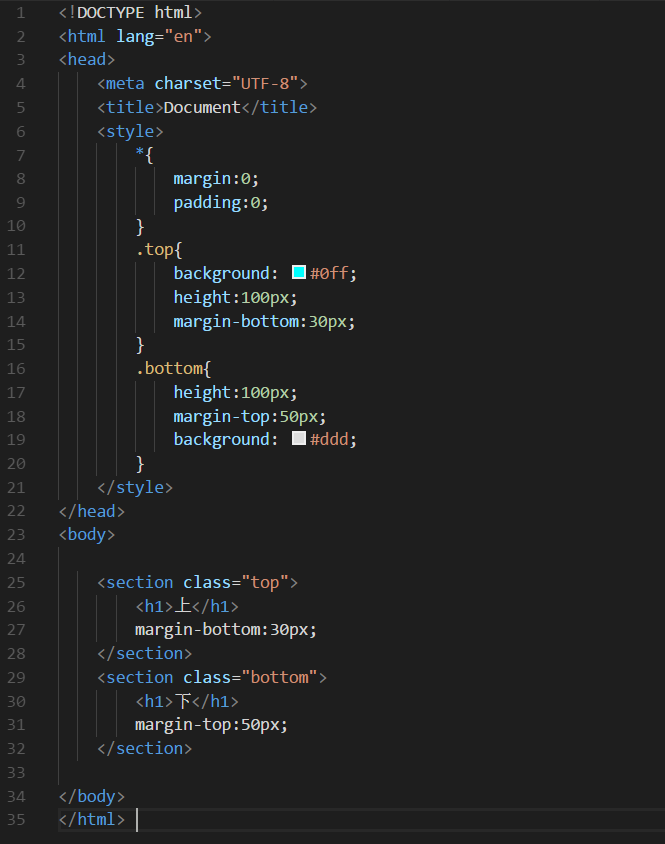 1 <!DOCTYPE html>
2 <html lang="en">
3 <head>
4 <meta charset="UTF-8">
5 <title>Document</title>
6 <style>
7 *{
8 margin:0;
9 padding:0;
10 }
11 .top{
12 background: #0ff;
13 height:100px;
14 margin-bottom:30px;
15 }
16 .bottom{
17 height:100px;
18 margin-top:50px;
19 background: #ddd;
20 }
21 </style>
22 </head>
23 <body>
24
25 <section class="top">
26 <h1>上</h1>
27 margin-bottom:30px;
28 </section>
29 <section class="bottom">
30 <h1>下</h1>
31 margin-top:50px;
32 </section>
33
34 </body>
35 </html>